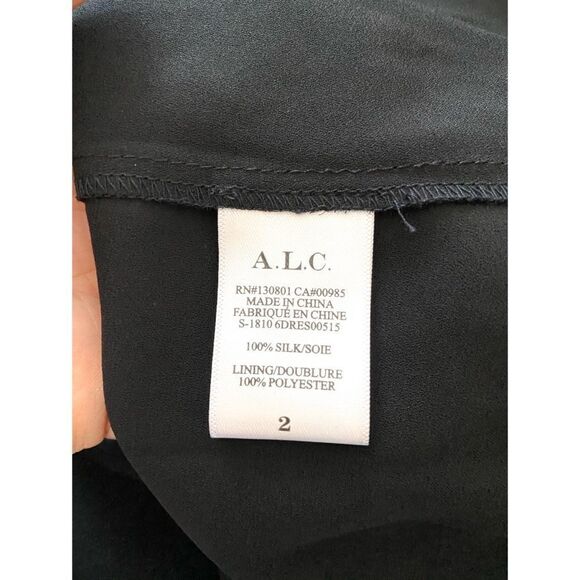 A.L.C.
RN#130801 CA#00985
MADE IN CHINA
FABRIQUÉ EN CHINE
S-1810 6DRES00515
100% SILK/SOIE
LINING/DOUBLURE
100% POLYESTER
2